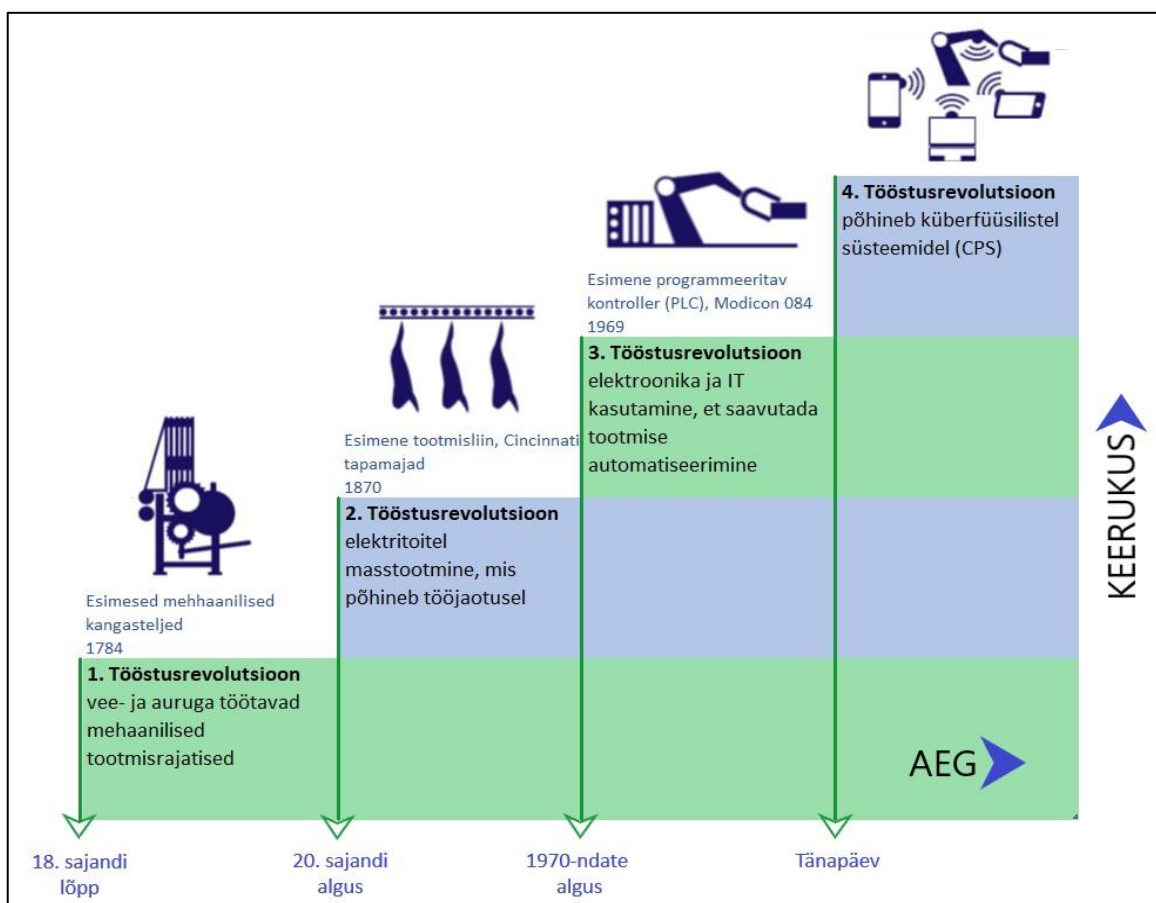 4. Tööstusrevolutsioon
põhineb küberfüüsilistel
süsteemidel (CPS)
Esimene programmeeritav
kontroller (PLC), Modicon 084
1969
3. Tööstusrevolutsioon
elektroonika ja IT
kasutamine, et saavutada
tootmise
automatiseerimine
Esimene tootmisliin, Cincinnati
tapamajad
1870
2. Tööstusrevolutsioon
elektritoitel
masstootmine, mis
põhineb tööjaotusel
Esimesed mehhaanilised
kangasteljed
1784
1. Tööstusrevolutsioon
vee- ja auruga töötavad
mehaanilised
tootmisrajatised
KEERUKUS
AEG
18. sajandi
lõpp
20. sajandi
algus
1970-ndate
algus
Tänapäev